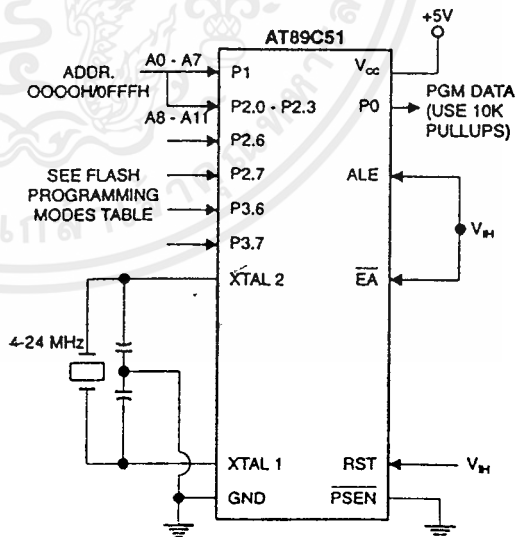 +5V
AT89C51
A0 - A7
ADDR.
OOOOH/0FFFH
P1
VCC
P2.0 - P2.3
P0
PGM DATA
(USE 10K
PULLUPS)
A8 - A11
P2.6
P2.7
ALE
SEE FLASH
PROGRAMMING
MODES TABLE
P3.6
P3.7
VIH
XTAL 2
EA
4-24 MHz
XTAL 1
RST
VIH
GND
PSEN